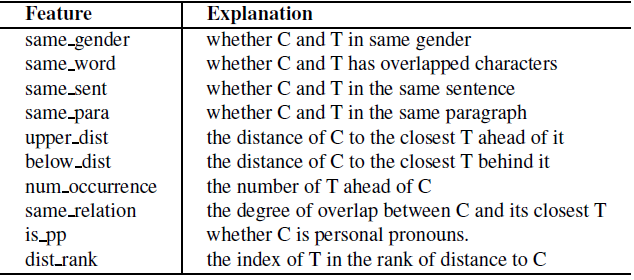 Feature Explanation
same_gender whether C and T in same gender
same_word whether C and T has overlapped characters
same_sent whether C and T in the same sentence
same_para whether C and T in the same paragraph
upper_dist the distance of C to the closest T ahead of it
below_dist the distance of C to the closest T behind it
num_occurrence the number of T ahead of C
same_relation the degree of overlap between C and its closest T
is_pp whether C is personal pronouns.
dist_rank the index of T in the rank of distance to C